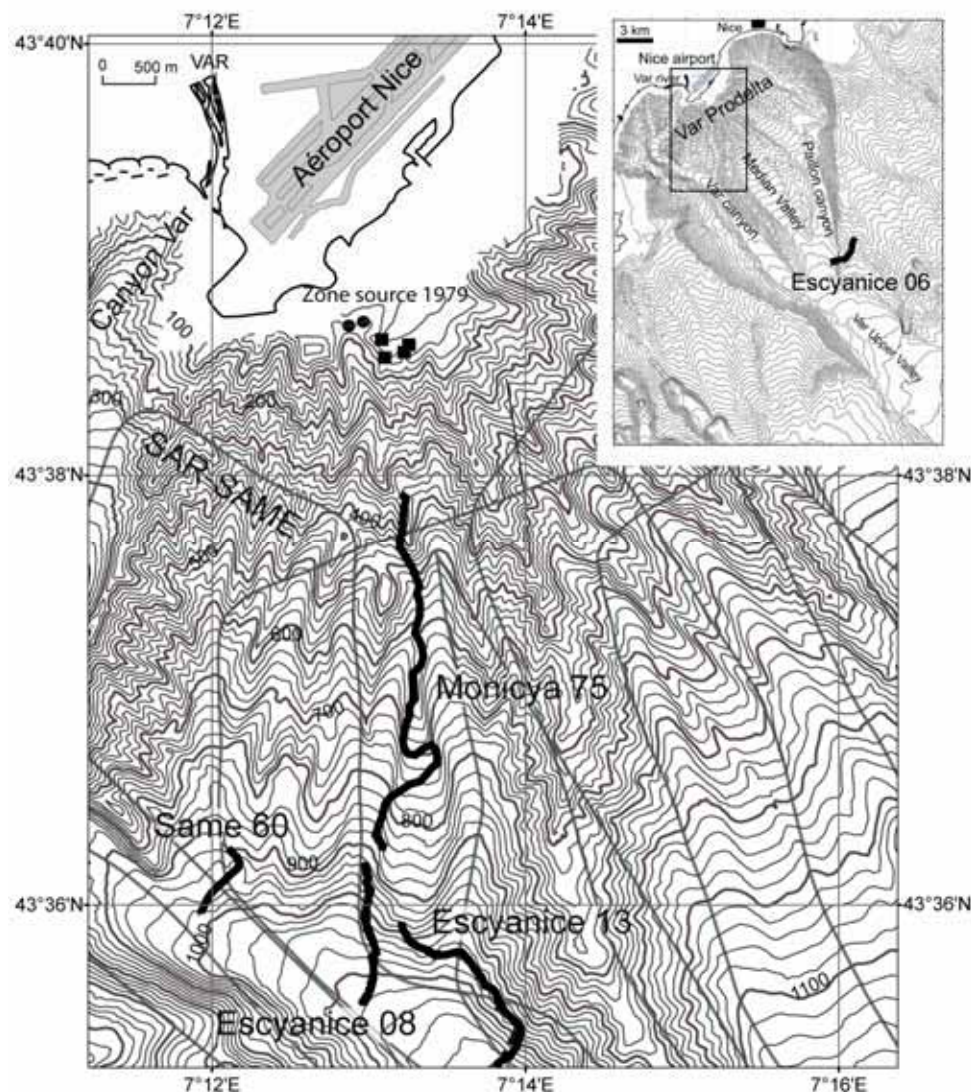 7°12'E
7°14'E
43°40'N
0 500 m
VAR
Aéroport Nice
Canyon Var
100
Zone source 1979
3 km
Nice
Nice airport
Var river
Var Prodelta
Paillon canyon
Median Valley
Var canyon
Escyanice 06
Var Upper Valley
300
200
43°38'N
43°38'N
SAR SAME
400
500
600
Monicya 75
700
800
Same 60
900
43°36'N
43°36'N
Escyanice 13
1000
1100
Escyanice 08
7°12'E
7°14'E
7°16'E